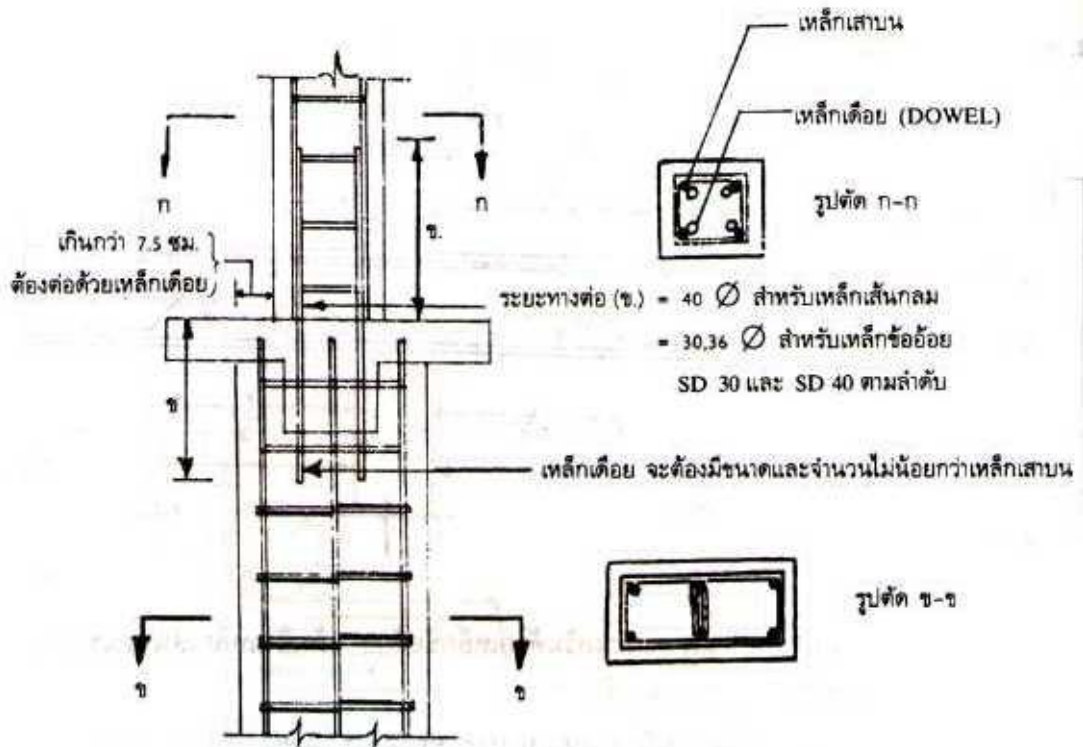 เหล็กเสาบน
เหล็กเดือย (DOWEL)
ก
ก
ข.
รูปตัด ก-ก
เกินกว่า 7.5 ซม.
ต้องต่อด้วยเหล็กเดือย
ระยะทางต่อ (ข.) = 40 Ø สำหรับเหล็กเส้นกลม
= 30,36 Ø สำหรับเหล็กข้ออ้อย
SD 30 และ SD 40 ตามลำดับ
ข
เหล็กเดือย จะต้องมีขนาดและจำนวนไม่น้อยกว่าเหล็กเสาบน
รูปตัด ข-ข
ข
ข